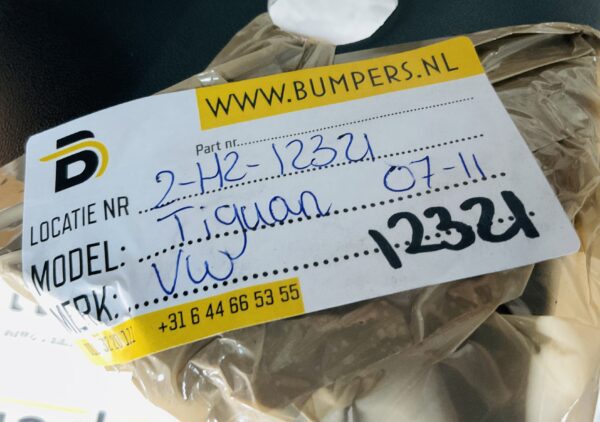 WWW.BUMPERS.NL
B
Part nr.
LOCATIE NR 2-H2-12321
MODEL: Tiguan 07-11
MERK: VW
12321
+31 6 44 66 53 55